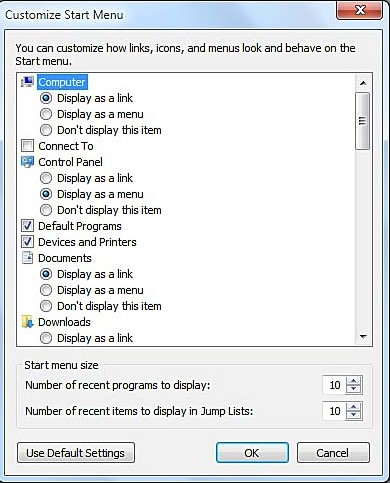 Customize Start Menu
You can customize how links, icons, and menus look and behave on the
Start menu.
Computer
Display as a link
Display as a menu
Don't display this item
Connect To
Control Panel
Display as a link
Display as a menu
Don't display this item
Default Programs
Devices and Printers
Documents
Display as a link
Display as a menu
Don't display this item
Downloads
Display as a link
Start menu size
Number of recent programs to display: 10
Number of recent items to display in Jump Lists: 10
Use Default Settings OK Cancel